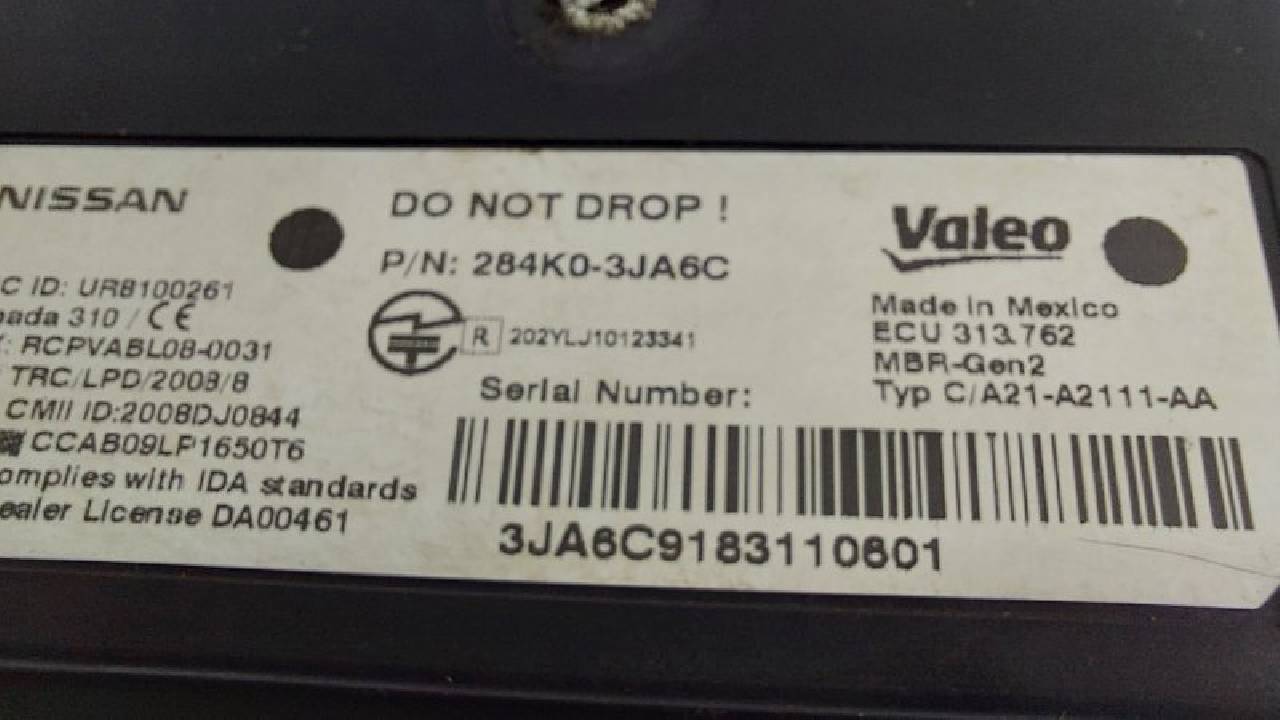 NISSAN
C ID: UR8100261
nada 310 / CE
: RCPVABL08-0031
TRC/LPD/2008/8
CMII ID:2008DJ0844
CCAB09LP1650T6
omplies with IDA standards
ealer License DA00461
DO NOT DROP !
P/N: 284K0-3JA6C
R 202YLJ10123341
Serial Number:
3JA6C9183110601
Valeo
Made in Mexico
ECU 313.762
MBR-Gen2
Typ C/A21-A2111-AA